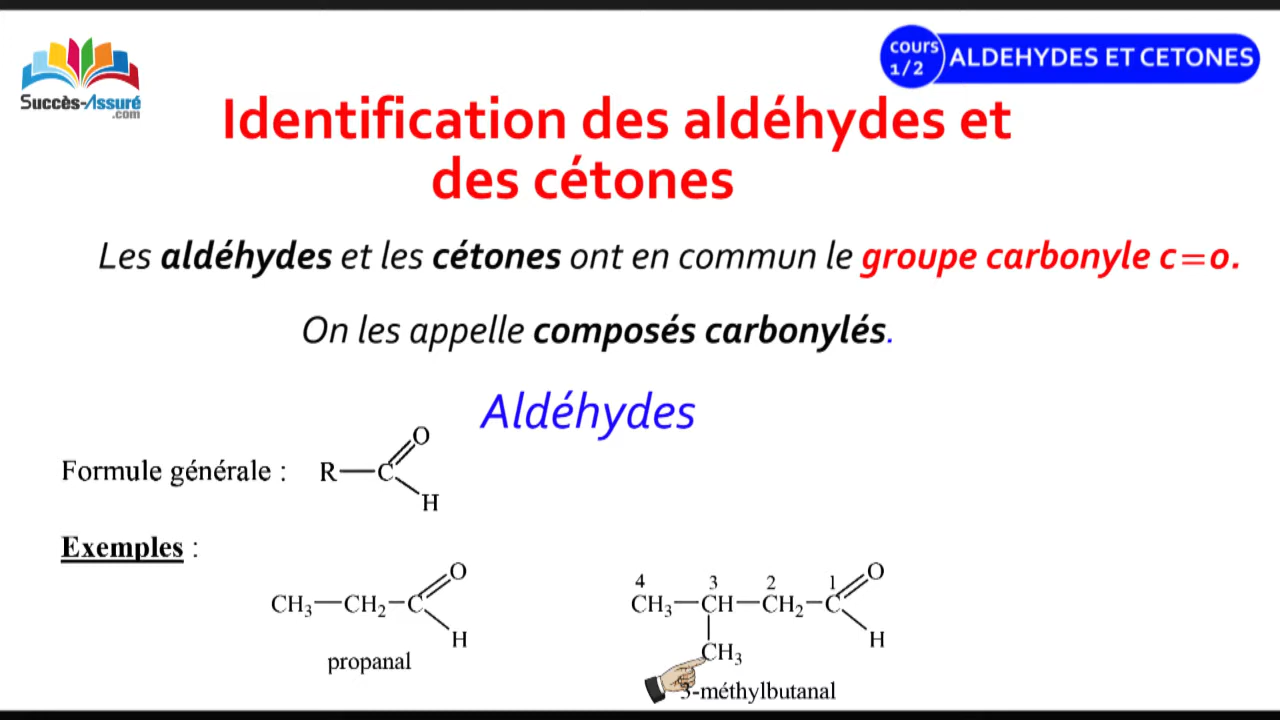 Succès-Assuré
.com
cours
1/2
ALDEHYDES ET CETONES
Identification des aldéhydes et
des cétones
Les aldéhydes et les cétones ont en commun le groupe carbonyle c=o.
On les appelle composés carbonylés.
Aldéhydes
Formule générale : R—C
O
H
Exemples :
CH₃—CH₂—C
O
H
propanal
4 3 2 1
CH₃—CH—CH₂—C
O
H
CH₃
3-méthylbutanal